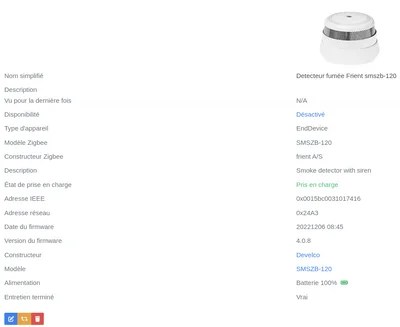 Nom simplifié Detecteur fumée Frient smszb-120
Description
Vu pour la dernière fois N/A
Disponibilité Désactivé
Type d'appareil EndDevice
Modèle Zigbee SMSZB-120
Constructeur Zigbee frient A/S
Description Smoke detector with siren
État de prise en charge Pris en charge
Adresse IEEE 0x0015bc0031017416
Adresse réseau 0x24A3
Date du firmware 20221206 08:45
Version du firmware 4.0.8
Constructeur Develco
Modèle SMSZB-120
Alimentation Batterie 100%
Entretien terminé Vrai